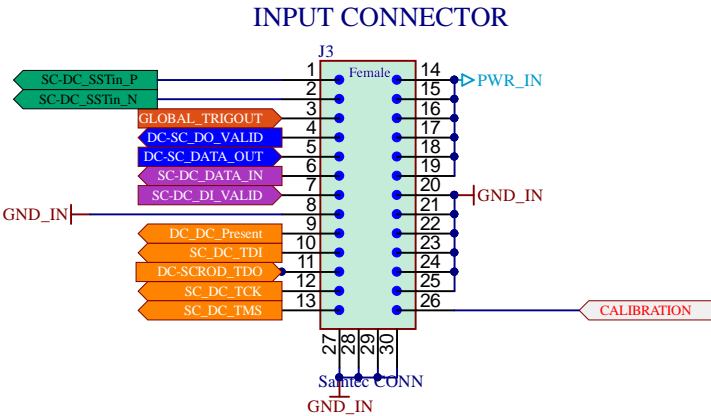 INPUT CONNECTOR
J3
Female
SC-DC_SSTin_P 1 14 PWR_IN
SC-DC_SSTin_N 2 15
GLOBAL_TRIGOUT 3 16
DC-SC_DO_VALID 4 17
DC-SC_DATA_OUT 5 18
SC-DC_DATA_IN 6 19
SC-DC_DI_VALID 7 20 GND_IN
GND_IN 8 21
DC_DC_Present 9 22
SC_DC_TDI 10 23
DC-SCROD_TDO 11 24
SC_DC_TCK 12 25
SC_DC_TMS 13 26 CALIBRATION
27 28 29 30
Samtec CONN
GND_IN